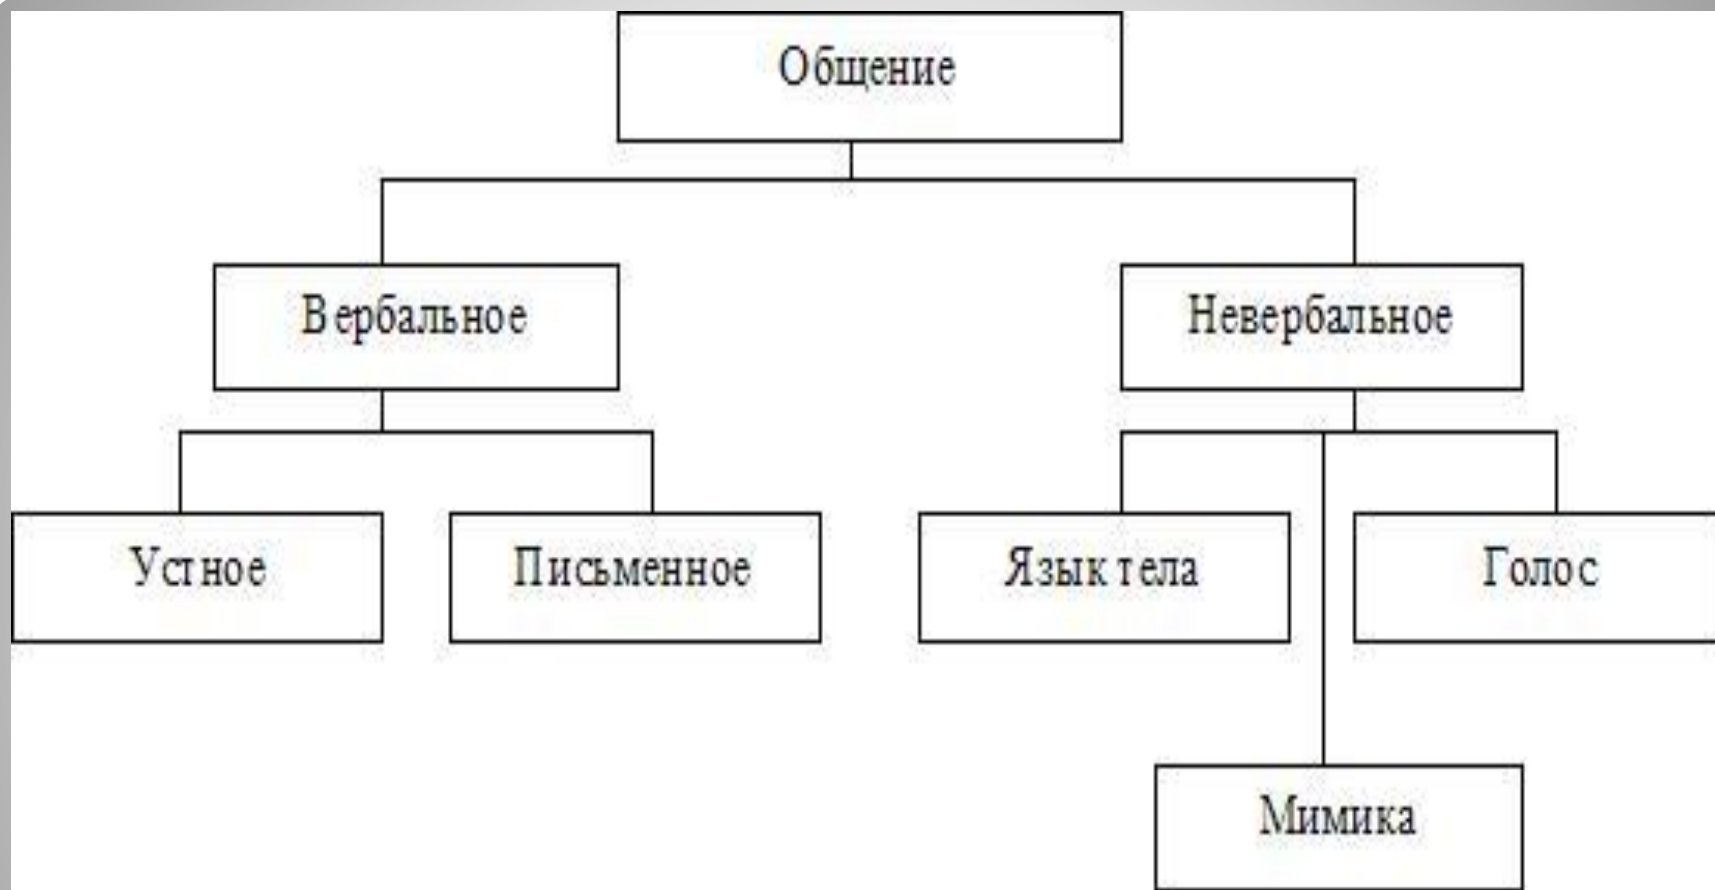 Общение
Вербальное
Невербальное
Устное
Письменное
Язык тела
Голос
Мимика